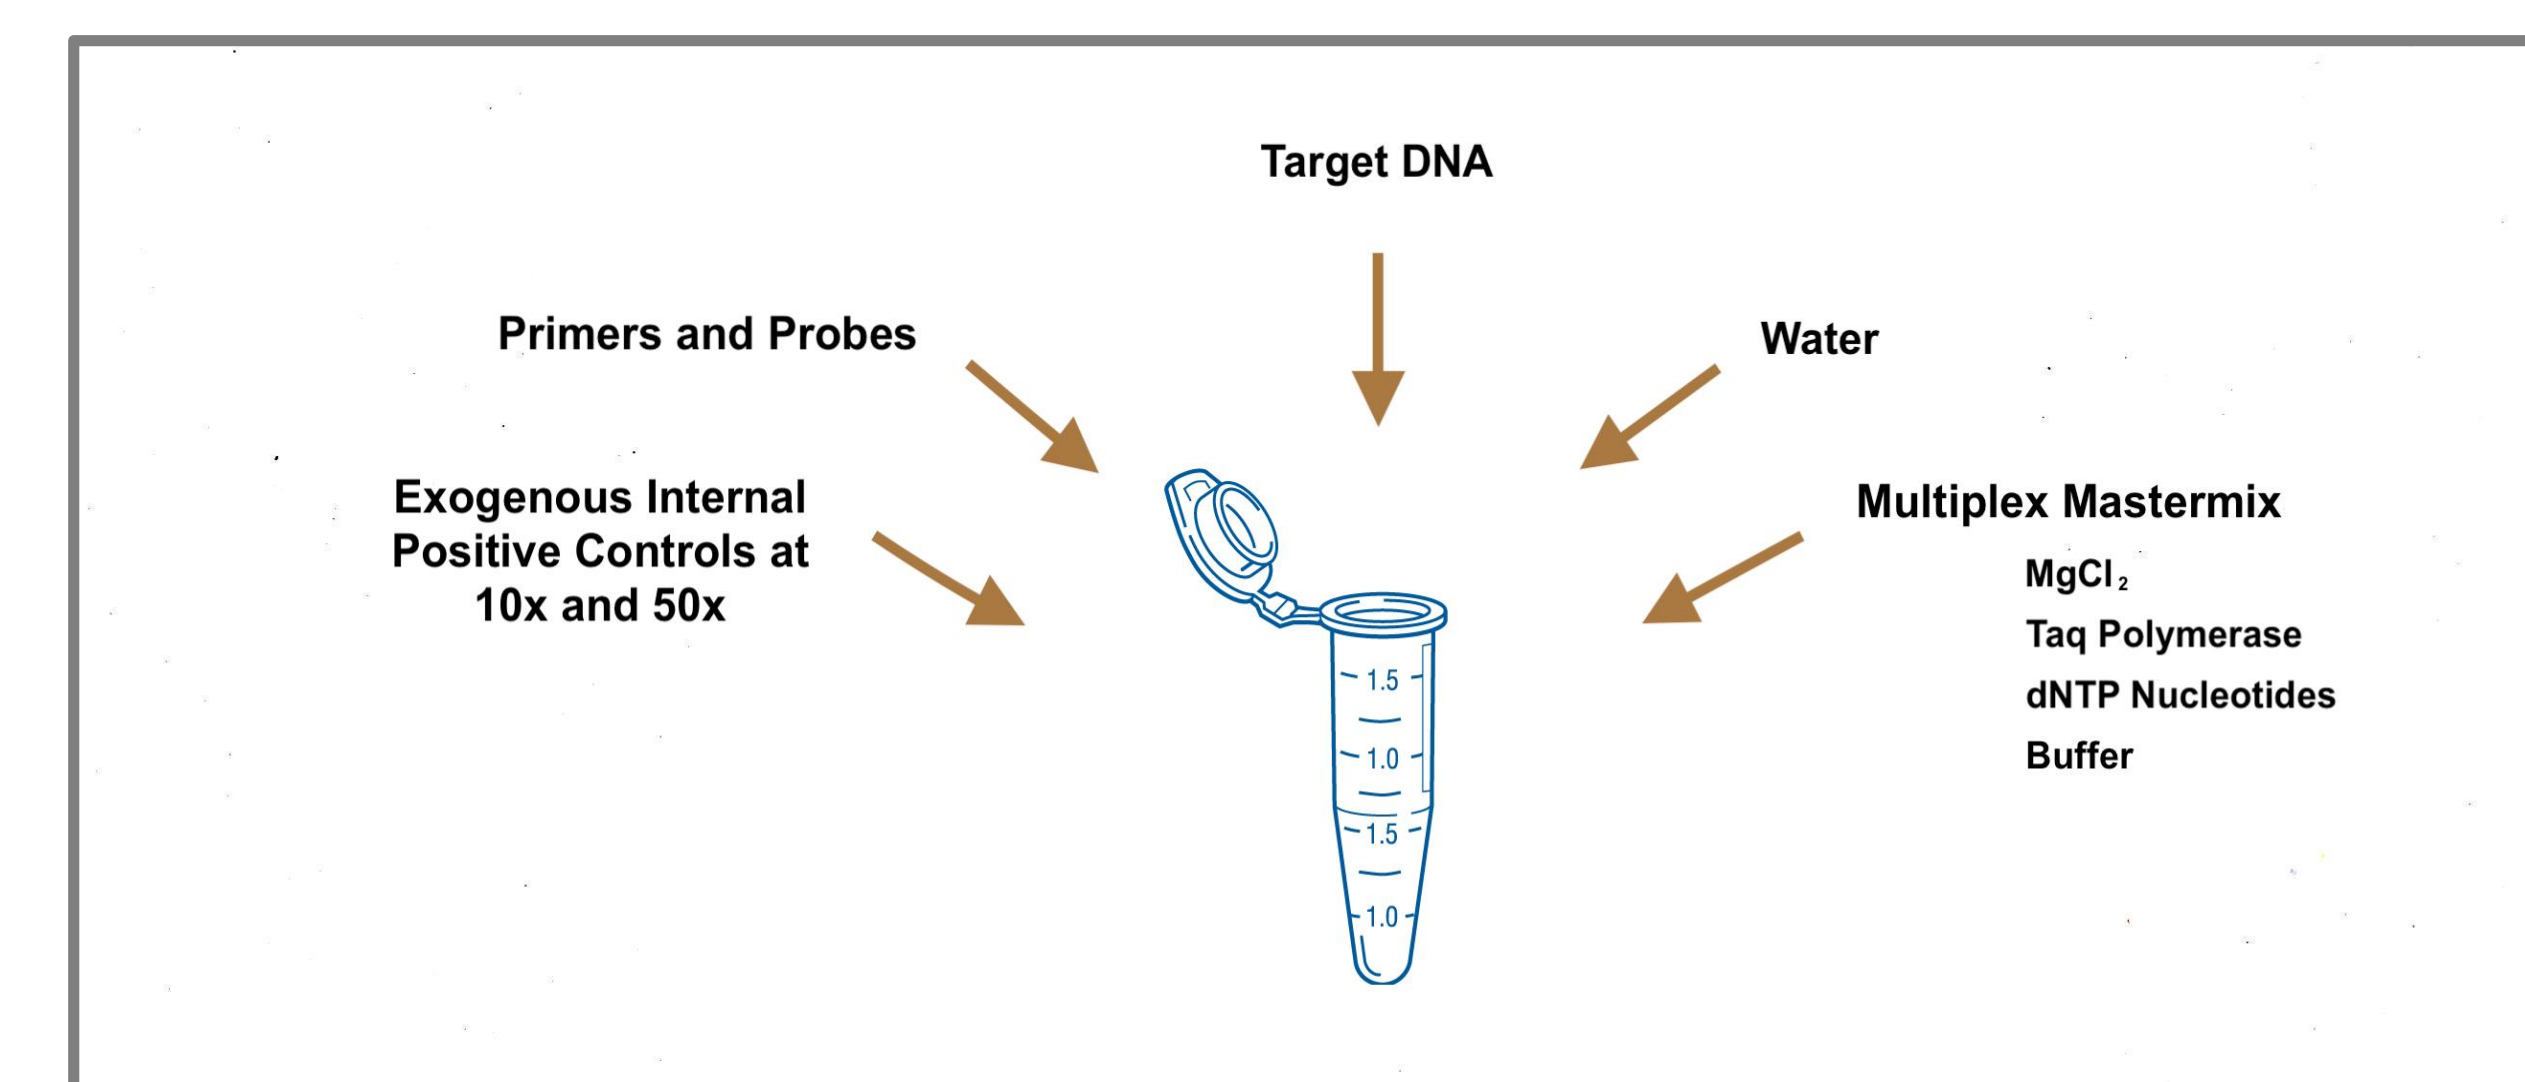 Target DNA
Primers and Probes
Water
Exogenous Internal
Positive Controls at
10x and 50x
Multiplex Mastermix
MgCl₂
Taq Polymerase
dNTP Nucleotides
Buffer
1.5
1.0
1.5
1.0